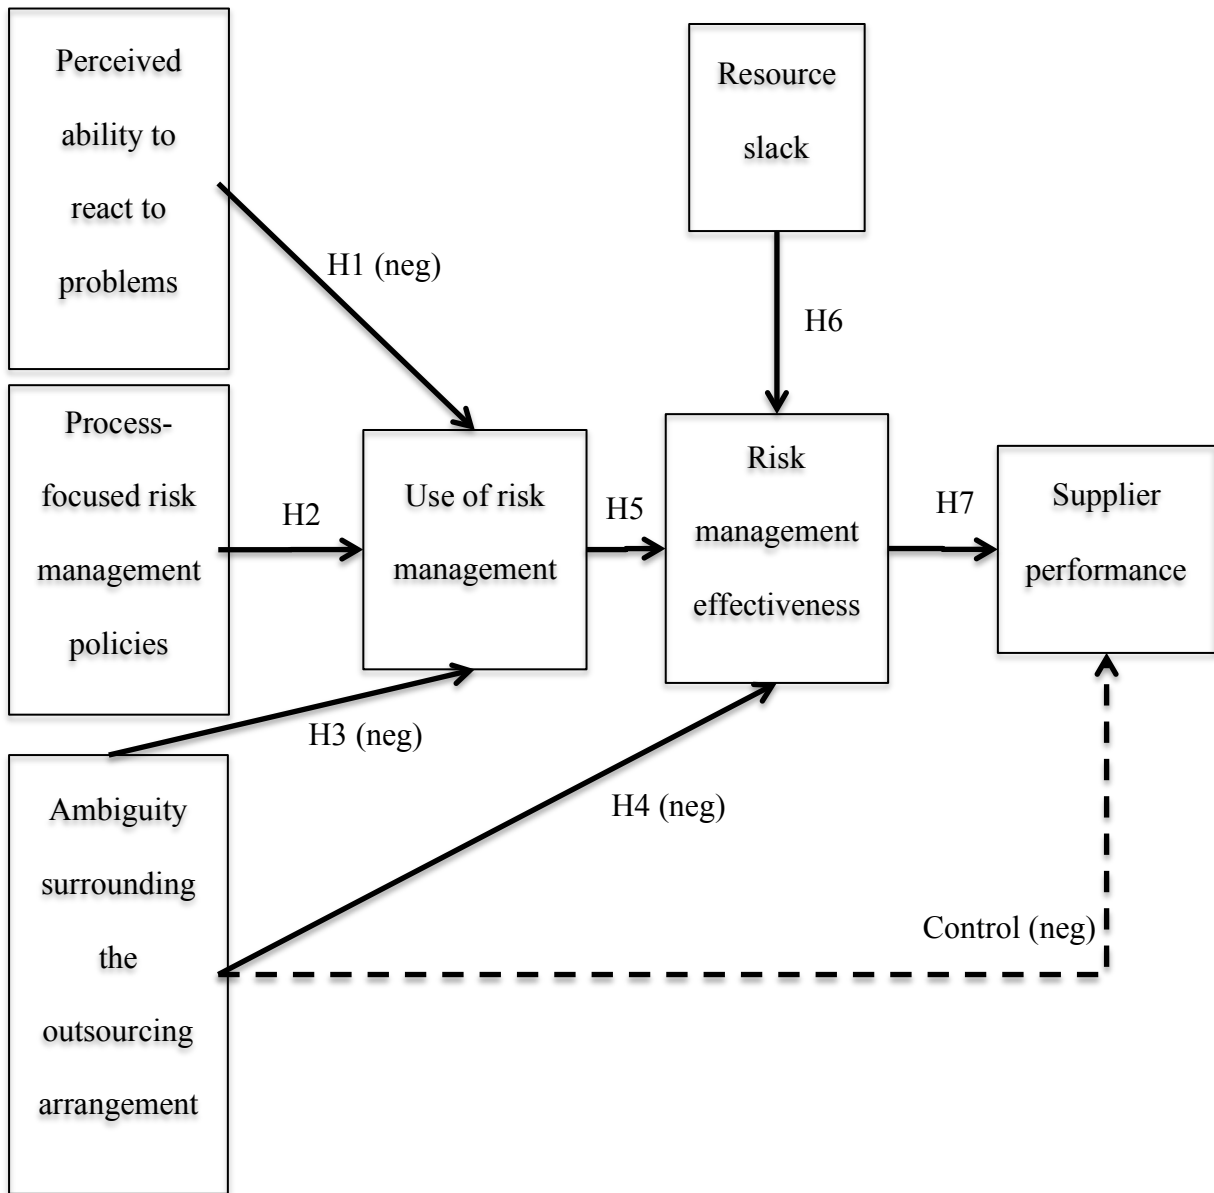 Perceived
ability to
react to
problems
Resource
slack
H1 (neg)
H6
Process-
focused risk
management
policies
H2
Use of risk
management
H5
Risk
management
effectiveness
H7
Supplier
performance
H3 (neg)
H4 (neg)
Ambiguity
surrounding
the
outsourcing
arrangement
Control (neg)